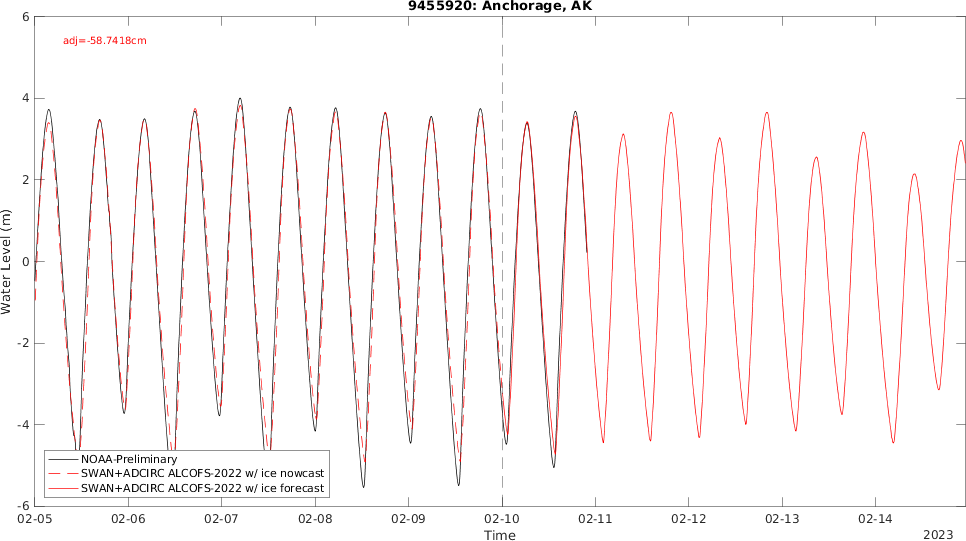 9455920: Anchorage, AK
adj=-58.7418cm
Water Level (m)
6
4
2
0
-2
-4
-6
NOAA-Preliminary
SWAN+ADCIRC ALCOFS-2022 w/ ice nowcast
SWAN+ADCIRC ALCOFS-2022 w/ ice forecast
02-05 02-06 02-07 02-08 02-09 02-10 02-11 02-12 02-13 02-14
Time
2023